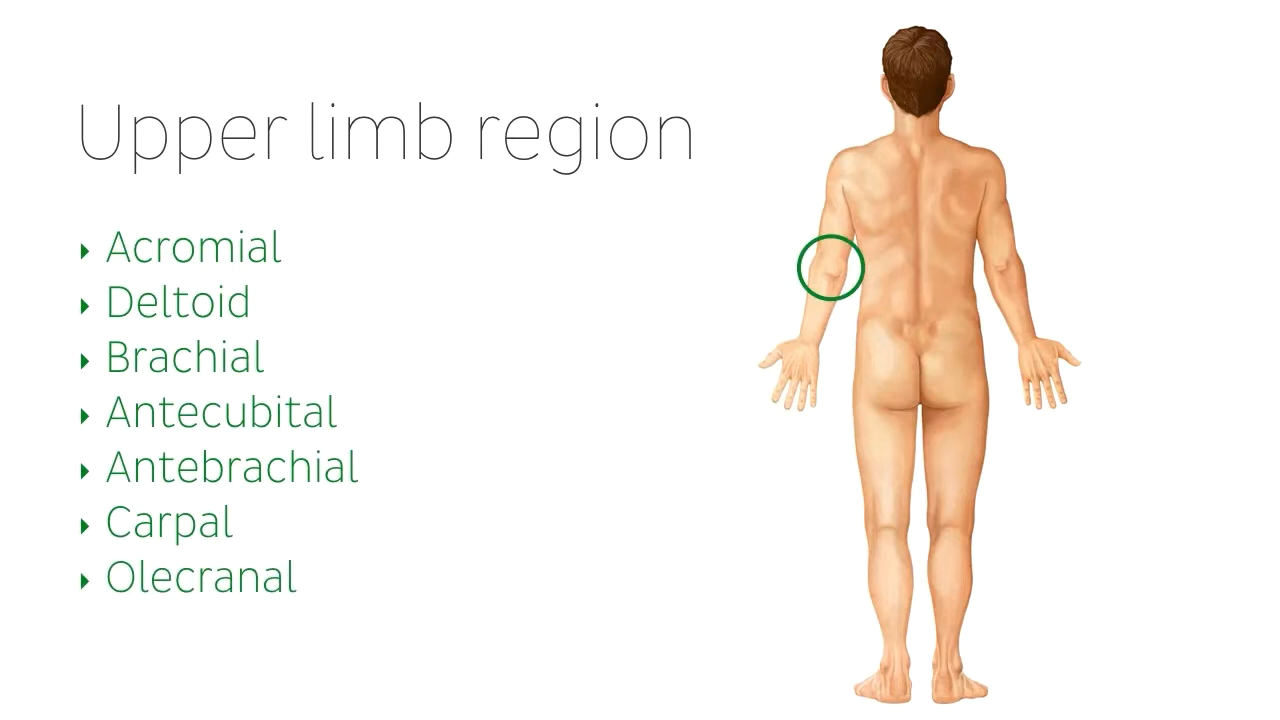 Upper limb region
Acromial
Deltoid
Brachial
Antecubital
Antebrachial
Carpal
Olecranal